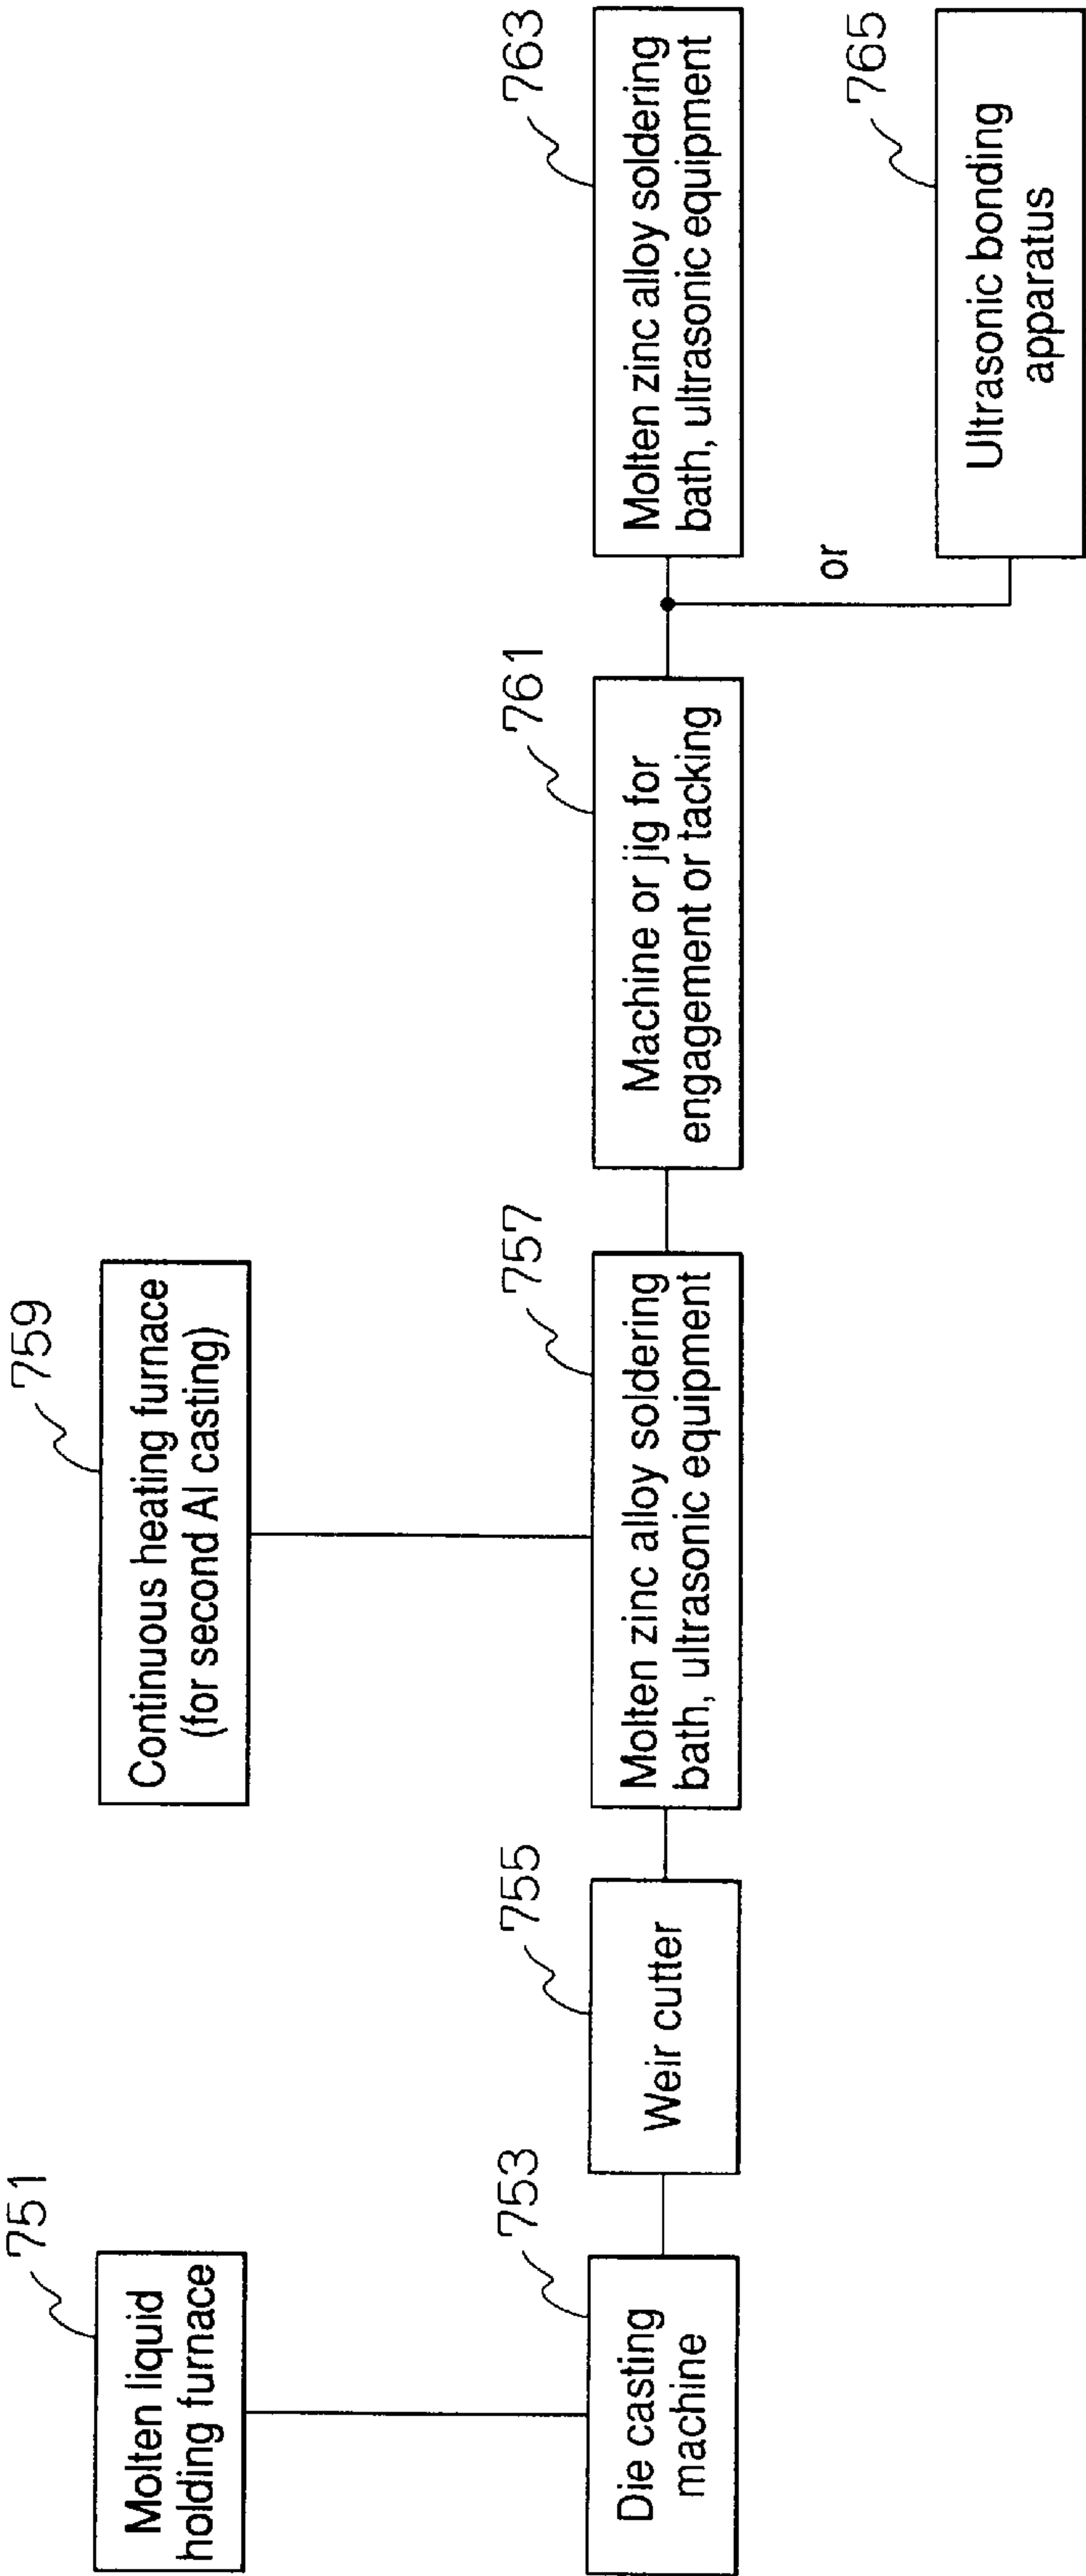 751
Molten liquid
holding furnace
753
Die casting
machine
755
Weir cutter
759
Continuous heating furnace
(for second Al casting)
757
Molten zinc alloy soldering
bath, ultrasonic equipment
761
Machine or jig for
engagement or tacking
763
Molten zinc alloy soldering
bath, ultrasonic equipment
or
765
Ultrasonic bonding
apparatus